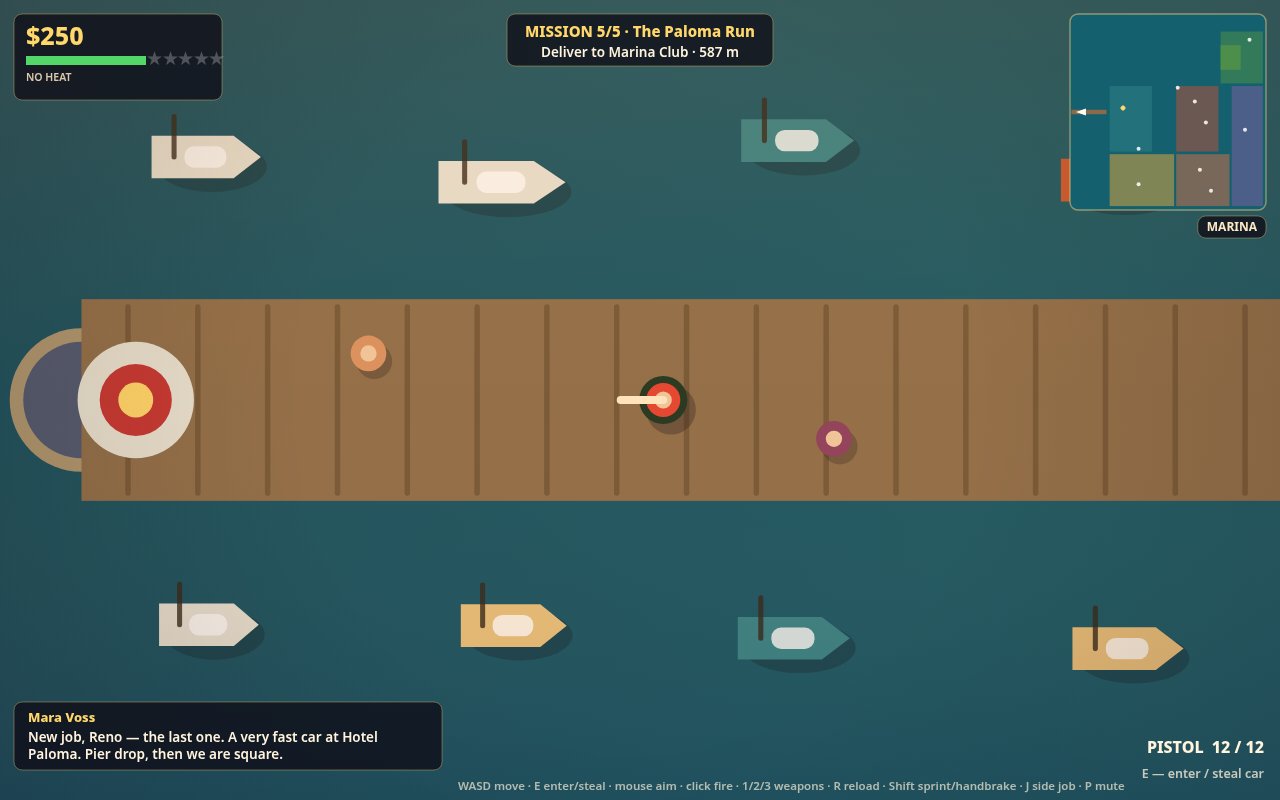 $250
NO HEAT
MISSION 5/5 · The Paloma Run
Deliver to Marina Club · 587 m
MARINA
Mara Voss
New job, Reno — the last one. A very fast car at Hotel
Paloma. Pier drop, then we are square.
PISTOL 12 / 12
E — enter / steal car
WASD move · E enter/steal · mouse aim · click fire · 1/2/3 weapons · R reload · Shift sprint/handbrake · J side job · P mute